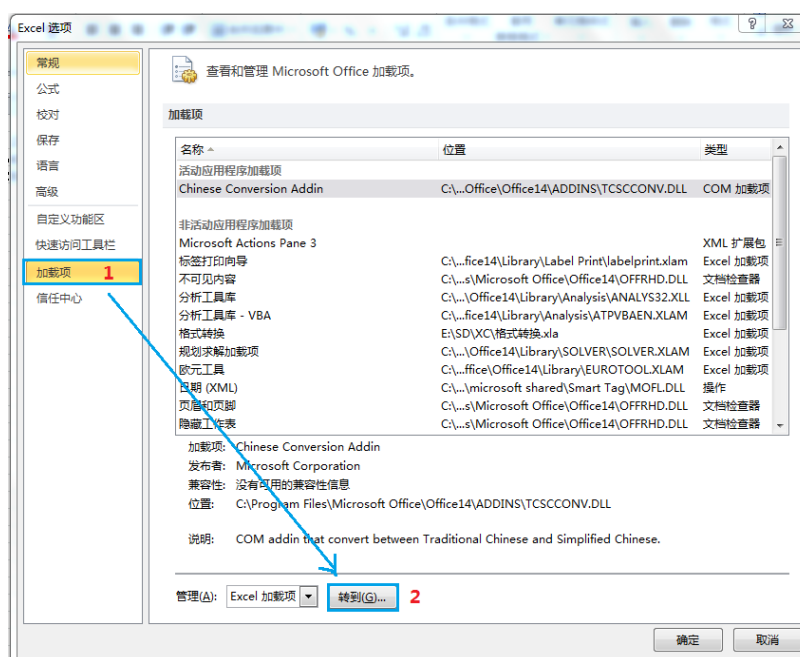 Excel 选项
常规
公式
校对
保存
语言
高级
自定义功能区
快速访问工具栏
加载项 1
信任中心
查看和管理 Microsoft Office 加载项。
加载项
名称 位置 类型
活动应用程序加载项
Chinese Conversion Addin C:\...Office\Office14\ADDINS\TCSCCONV.DLL COM 加载项
非活动应用程序加载项
Microsoft Actions Pane 3 XML 扩展包
标签打印向导 C:\...fice14\Library\Label Print\labelprint.xlam Excel 加载项
不可见内容 C:\...s\Microsoft Office\Office14\OFFRHD.DLL 文档检查器
分析工具库 C:\...\Office14\Library\Analysis\ANALYS32.XLL Excel 加载项
分析工具库 - VBA C:\...fice14\Library\Analysis\ATPVBAEN.XLAM Excel 加载项
格式转换 E:\SD\XC\格式转换.xla Excel 加载项
规划求解加载项 C:\...\Office14\Library\SOLVER\SOLVER.XLAM Excel 加载项
欧元工具 C:\...ffice\Office14\Library\EUROTOOL.XLAM Excel 加载项
日期 (XML) C:\...\microsoft shared\Smart Tag\MOFL.DLL 操作
页眉和页脚 C:\...s\Microsoft Office\Office14\OFFRHD.DLL 文档检查器
隐藏工作表 C:\...s\Microsoft Office\Office14\OFFRHD.DLL 文档检查器
加载项: Chinese Conversion Addin
发布者: Microsoft Corporation
兼容性: 没有可用的兼容性信息
位置: C:\Program Files\Microsoft Office\Office14\ADDINS\TCSCCONV.DLL
说明: COM addin that convert between Traditional Chinese and Simplified Chinese.
管理(A): Excel 加载项 转到(G)... 2
确定 取消